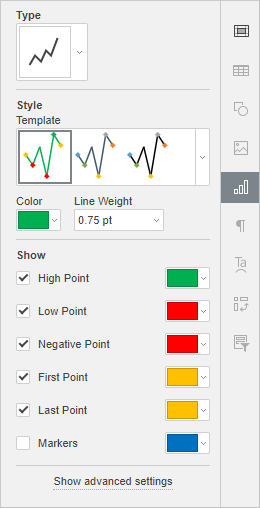 Type
Style
Template
Color Line Weight
0.75 pt
Show
High Point
Low Point
Negative Point
First Point
Last Point
Markers
Show advanced settings
¶
Ta